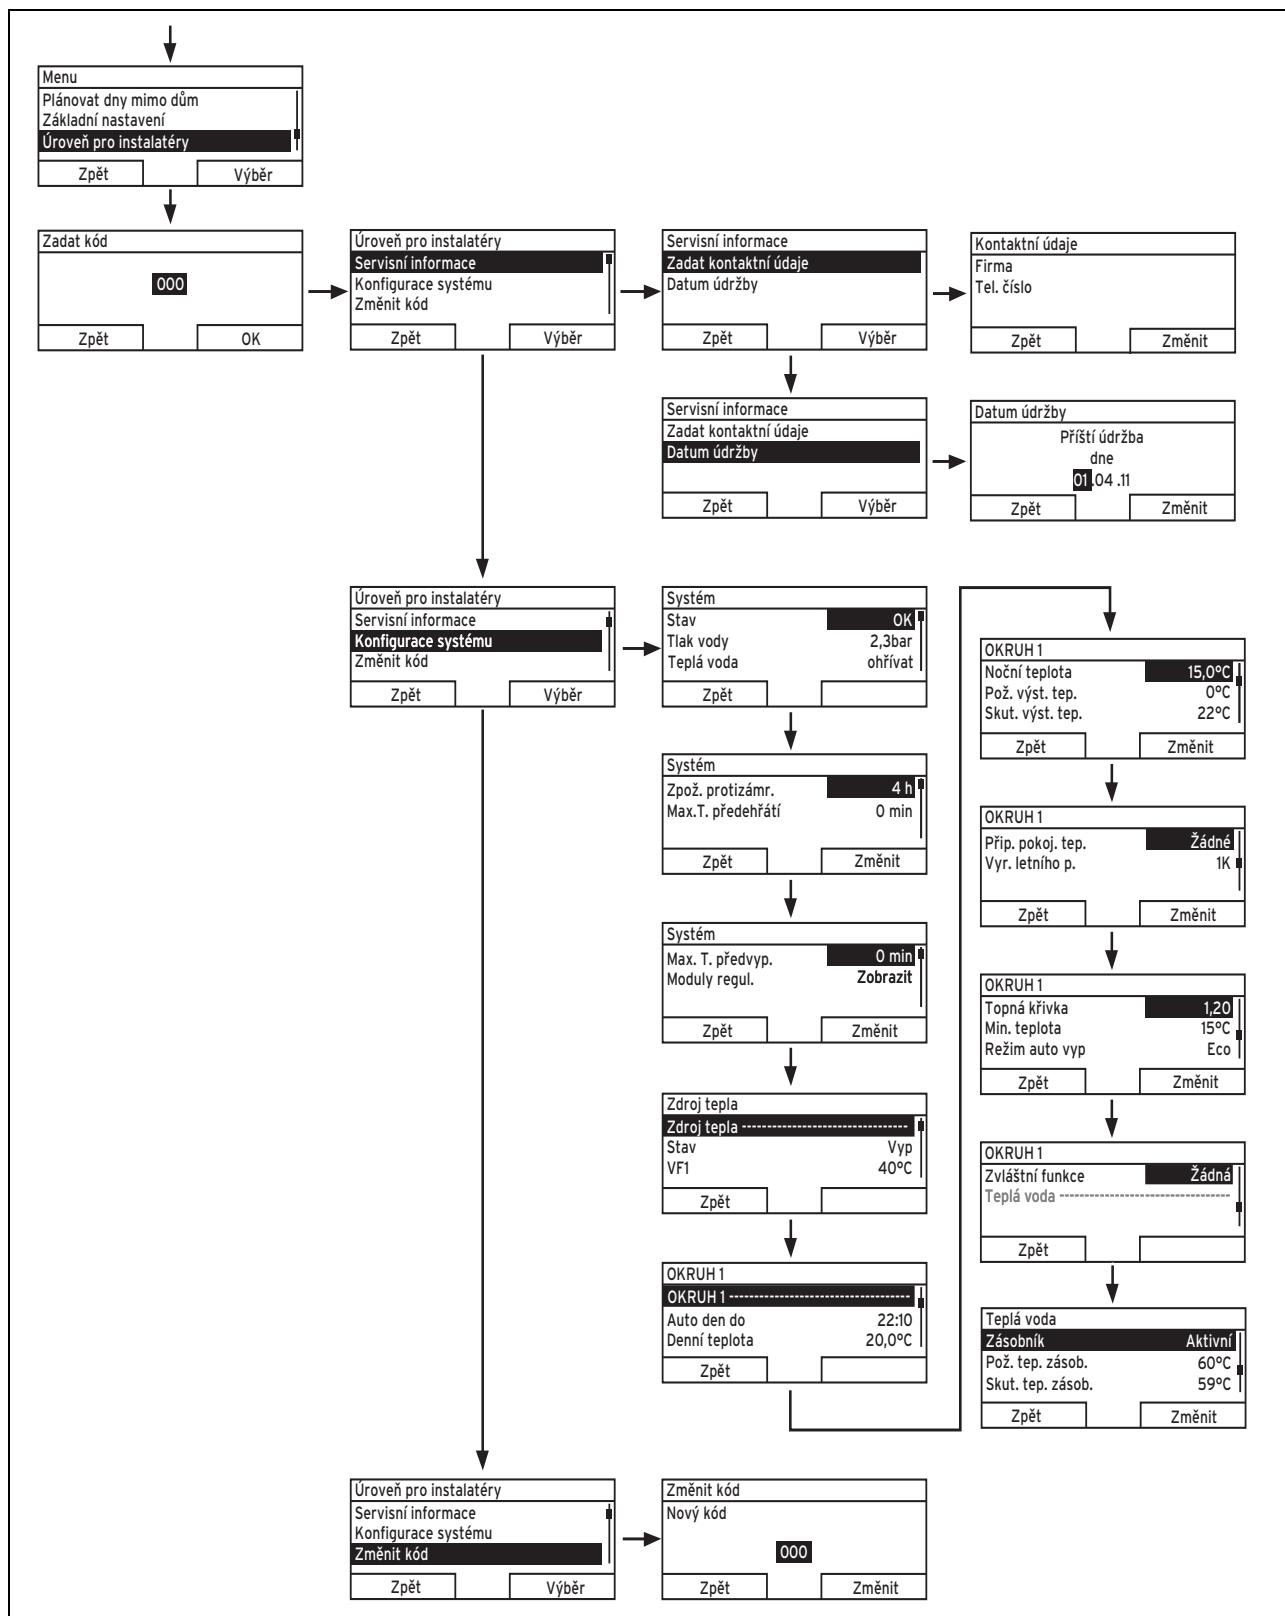 Menu
Plánovat dny mimo dům
Základní nastavení
Úroveň pro instalatéry
Zpět Výběr
Zadat kód
000
Zpět OK
Úroveň pro instalatéry
Servisní informace
Konfigurace systému
Změnit kód
Zpět Výběr
Servisní informace
Zadat kontaktní údaje
Datum údržby
Zpět Výběr
Kontaktní údaje
Firma
Tel. číslo
Zpět Změnit
Servisní informace
Zadat kontaktní údaje
Datum údržby
Zpět Výběr
Datum údržby
Příští údržba
dne
01 .04 .11
Zpět Změnit
Úroveň pro instalatéry
Servisní informace
Konfigurace systému
Změnit kód
Zpět Výběr
Systém
Stav OK
Tlak vody 2,3bar
Teplá voda ohřívat
Zpět
Systém
Zpož. protizámr. 4 h
Max.T. předehřátí 0 min
Zpět Změnit
Systém
Max. T. předvyp. 0 min
Moduly regul. Zobrazit
Zpět Změnit
Zdroj tepla
Zdroj tepla ---------------------------------
Stav Vyp
VF1 40°C
Zpět
OKRUH 1
OKRUH 1 ------------------------------------
Auto den do 22:10
Denní teplota 20,0°C
Zpět
OKRUH 1
Noční teplota 15,0°C
Pož. výst. tep. 0°C
Skut. výst. tep. 22°C
Zpět Změnit
OKRUH 1
Přip. pokoj. tep. Žádné
Vyr. letního p. 1K
Zpět Změnit
OKRUH 1
Topná křivka 1,20
Min. teplota 15°C
Režim auto vyp Eco
Zpět Změnit
OKRUH 1
Zvláštní funkce Žádná
Teplá voda ----------------------------------
Zpět
Teplá voda
Zásobník Aktivní
Pož. tep. zásob. 60°C
Skut. tep. zásob. 59°C
Zpět Změnit
Úroveň pro instalatéry
Servisní informace
Konfigurace systému
Změnit kód
Zpět Výběr
Změnit kód
Nový kód
000
Zpět Změnit